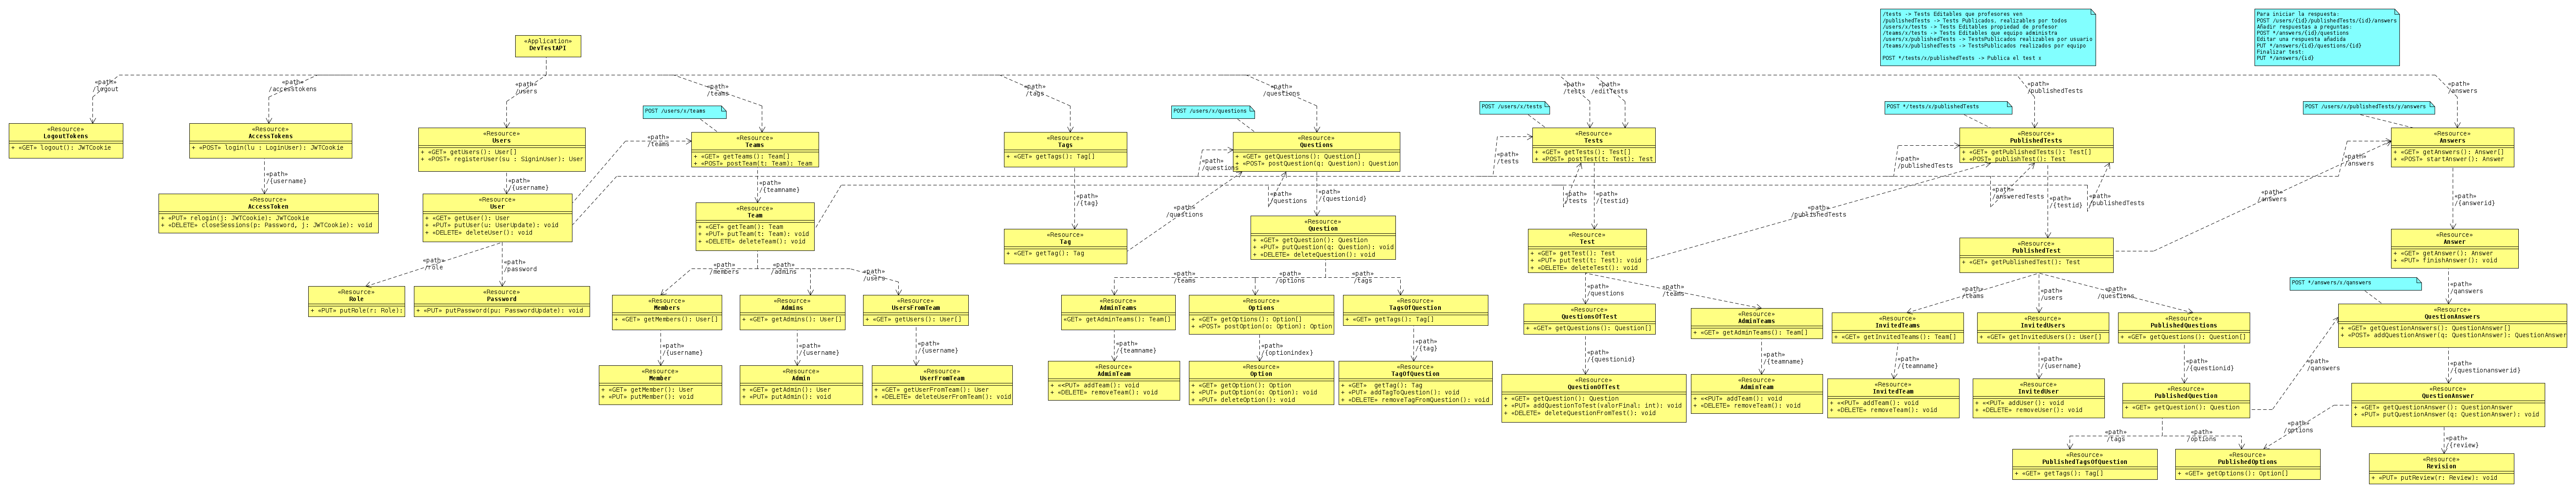 /tests -> Tests Editables que profesores ven
/publishedTests -> Tests Publicados, realizables por todos
/users/x/tests -> Tests Editables propiedad de profesor
/teams/x/tests -> Tests Editables que equipo administra
/users/x/publishedTests -> TestsPublicados realizables por usuario
/teams/x/publishedTests -> TestsPublicados realizados por equipo
POST */tests/x/publishedTests -> Publica el test x
Para iniciar la respuesta:
POST /users/{id}/publishedTests/{id}/answers
Añadir respuestas a preguntas:
POST */answers/{id}/questions
Editar una respuesta añadida
PUT */answers/{id}/questions/{id}
Finalizar test:
PUT */answers/{id}
«Application»
DevTestAPI
«path»
/logout
«path»
/accesstokens
«path»
/users
«path»
/teams
«path»
/tags
«path»
/questions
«path»
/tests
«path»
/editTests
«path»
/publishedTests
«path»
/answers
POST /users/x/teams
POST /users/x/questions
POST /users/x/tests
POST */tests/x/publishedTests
POST /users/x/publishedTests/y/answers
«Resource»
LogoutTokens
+ «GET» logout(): JWTCookie
«Resource»
AccessTokens
+ «POST» login(lu : LoginUser): JWTCookie
«Resource»
Users
+ «GET» getUsers(): User[]
+ «POST» registerUser(su : SigninUser): User
«Resource»
Teams
+ «GET» getTeams(): Team[]
+ «POST» postTeam(t: Team): Team
«Resource»
Tags
+ «GET» getTags(): Tag[]
«Resource»
Questions
+ «GET» getQuestions(): Question[]
+ «POST» postQuestion(q: Question): Question
«Resource»
Tests
+ «GET» getTests(): Test[]
+ «POST» postTest(t: Test): Test
«Resource»
PublishedTests
+ «GET» getPublishedTests(): Test[]
+ «POST» publishTest(): Test
«Resource»
Answers
+ «GET» getAnswers(): Answer[]
+ «POST» startAnswer(): Answer
«path»
/{username}
«path»
/{username}
«path»
/teams
«path»
/{teamname}
«path»
/{tag}
«path»
/questions
«path»
/questions
«path»
/questions
«path»
/{questionid}
«path»
/tests
«path»
/tests
«path»
/{testid}
«path»
/publishedTests
«path»
/publishedTests
«path»
/answeredTests
«path»
/{testid}
«path»
/publishedTests
«path»
/answers
«path»
/answers
«path»
/{answerid}
«Resource»
AccessToken
+ «PUT» relogin(j: JWTCookie): JWTCookie
+ «DELETE» closeSessions(p: Password, j: JWTCookie): void
«Resource»
User
+ «GET» getUser(): User
+ «PUT» putUser(u: UserUpdate): void
+ «DELETE» deleteUser(): void
«Resource»
Team
+ «GET» getTeam(): Team
+ «PUT» putTeam(t: Team): void
+ «DELETE» deleteTeam(): void
«Resource»
Tag
+ «GET» getTag(): Tag
«Resource»
Question
+ «GET» getQuestion(): Question
+ «PUT» putQuestion(q: Question): void
+ «DELETE» deleteQuestion(): void
«Resource»
Test
+ «GET» getTest(): Test
+ «PUT» putTest(t: Test): void
+ «DELETE» deleteTest(): void
«Resource»
PublishedTest
+ «GET» getPublishedTest(): Test
«Resource»
Answer
+ «GET» getAnswer(): Answer
+ «PUT» finishAnswer(): void
«path»
/role
«path»
/password
«path»
/members
«path»
/admins
«path»
/users
«path»
/teams
«path»
/options
«path»
/tags
«path»
/questions
«path»
/teams
«path»
/teams
«path»
/users
«path»
/questions
«path»
/qanswers
POST */answers/x/qanswers
«Resource»
Role
+ «PUT» putRole(r: Role):
«Resource»
Password
+ «PUT» putPassword(pu: PasswordUpdate): void
«Resource»
Members
+ «GET» getMembers(): User[]
«Resource»
Admins
+ «GET» getAdmins(): User[]
«Resource»
UsersFromTeam
+ «GET» getUsers(): User[]
«Resource»
AdminTeams
«GET» getAdminTeams(): Team[]
«Resource»
Options
+ «GET» getOptions(): Option[]
+ «POST» postOption(o: Option): Option
«Resource»
TagsOfQuestion
«GET» getTags(): Tag[]
«Resource»
QuestionsOfTest
+ «GET» getQuestions(): Question[]
«Resource»
AdminTeams
+ «GET» getAdminTeams(): Team[]
«Resource»
InvitedTeams
+ «GET» getInvitedTeams(): Team[]
«Resource»
InvitedUsers
+ «GET» getInvitedUsers(): User[]
«Resource»
PublishedQuestions
+ «GET» getQuestions(): Question[]
«Resource»
QuestionAnswers
+ «GET» getQuestionAnswers(): QuestionAnswer[]
+ «POST» addQuestionAnswer(q: QuestionAnswer): QuestionAnswer
«path»
/{username}
«path»
/{username}
«path»
/{username}
«path»
/{teamname}
«path»
/{optionindex}
«path»
/{tag}
«path»
/{questionid}
«path»
/{teamname}
«path»
/{teamname}
«path»
/{username}
«path»
/{questionid}
«path»
/qanswers
«path»
/{questionanswerid}
«Resource»
Member
+ «GET» getMember(): User
+ «PUT» putMember(): void
«Resource»
Admin
+ «GET» getAdmin(): User
+ «PUT» putAdmin(): void
«Resource»
UserFromTeam
+ «GET» getUserFromTeam(): User
+ «DELETE» deleteUserFromTeam(): void
«Resource»
AdminTeam
+ «<PUT» addTeam(): void
+ «DELETE» removeTeam(): void
«Resource»
Option
+ «GET» getOption(): Option
+ «PUT» putOption(o: Option): void
+ «PUT» deleteOption(): void
«Resource»
TagOfQuestion
+ «GET»  getTag(): Tag
+ «PUT» addTagToQuestion(): void
+ «DELETE» removeTagFromQuestion(): void
«Resource»
QuestionOfTest
+ «GET» getQuestion(): Question
+ «PUT» addQuestionToTest(valorFinal: int): void
+ «DELETE» deleteQuestionFromTest(): void
«Resource»
AdminTeam
+ «<PUT» addTeam(): void
+ «DELETE» removeTeam(): void
«Resource»
InvitedTeam
+ «<PUT» addTeam(): void
+ «DELETE» removeTeam(): void
«Resource»
InvitedUser
+ «<PUT» addUser(): void
+ «DELETE» removeUser(): void
«Resource»
PublishedQuestion
+ «GET» getQuestion(): Question
«Resource»
QuestionAnswer
+ «GET» getQuestionAnswer(): QuestionAnswer
+ «PUT» putQuestionAnswer(q: QuestionAnswer): void
«path»
/tags
«path»
/options
«path»
/options
«path»
/{review}
«Resource»
PublishedTagsOfQuestion
+ «GET» getTags(): Tag[]
«Resource»
PublishedOptions
+ «GET» getOptions(): Option[]
«Resource»
Revision
+ «PUT» putReview(r: Review): void